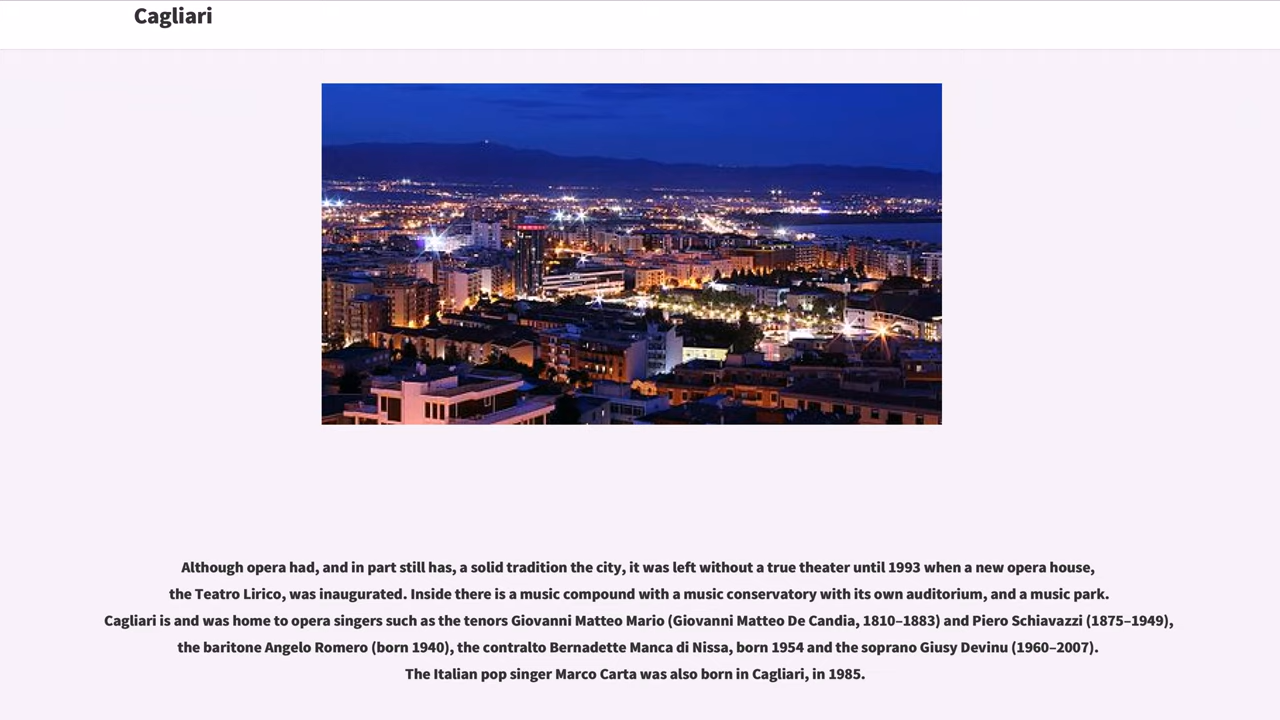 Cagliari
Although opera had, and in part still has, a solid tradition the city, it was left without a true theater until 1993 when a new opera house,
the Teatro Lirico, was inaugurated. Inside there is a music compound with a music conservatory with its own auditorium, and a music park.
Cagliari is and was home to opera singers such as the tenors Giovanni Matteo Mario (Giovanni Matteo De Candia, 1810–1883) and Piero Schiavazzi (1875–1949),
the baritone Angelo Romero (born 1940), the contralto Bernadette Manca di Nissa, born 1954 and the soprano Giusy Devinu (1960–2007).
The Italian pop singer Marco Carta was also born in Cagliari, in 1985.